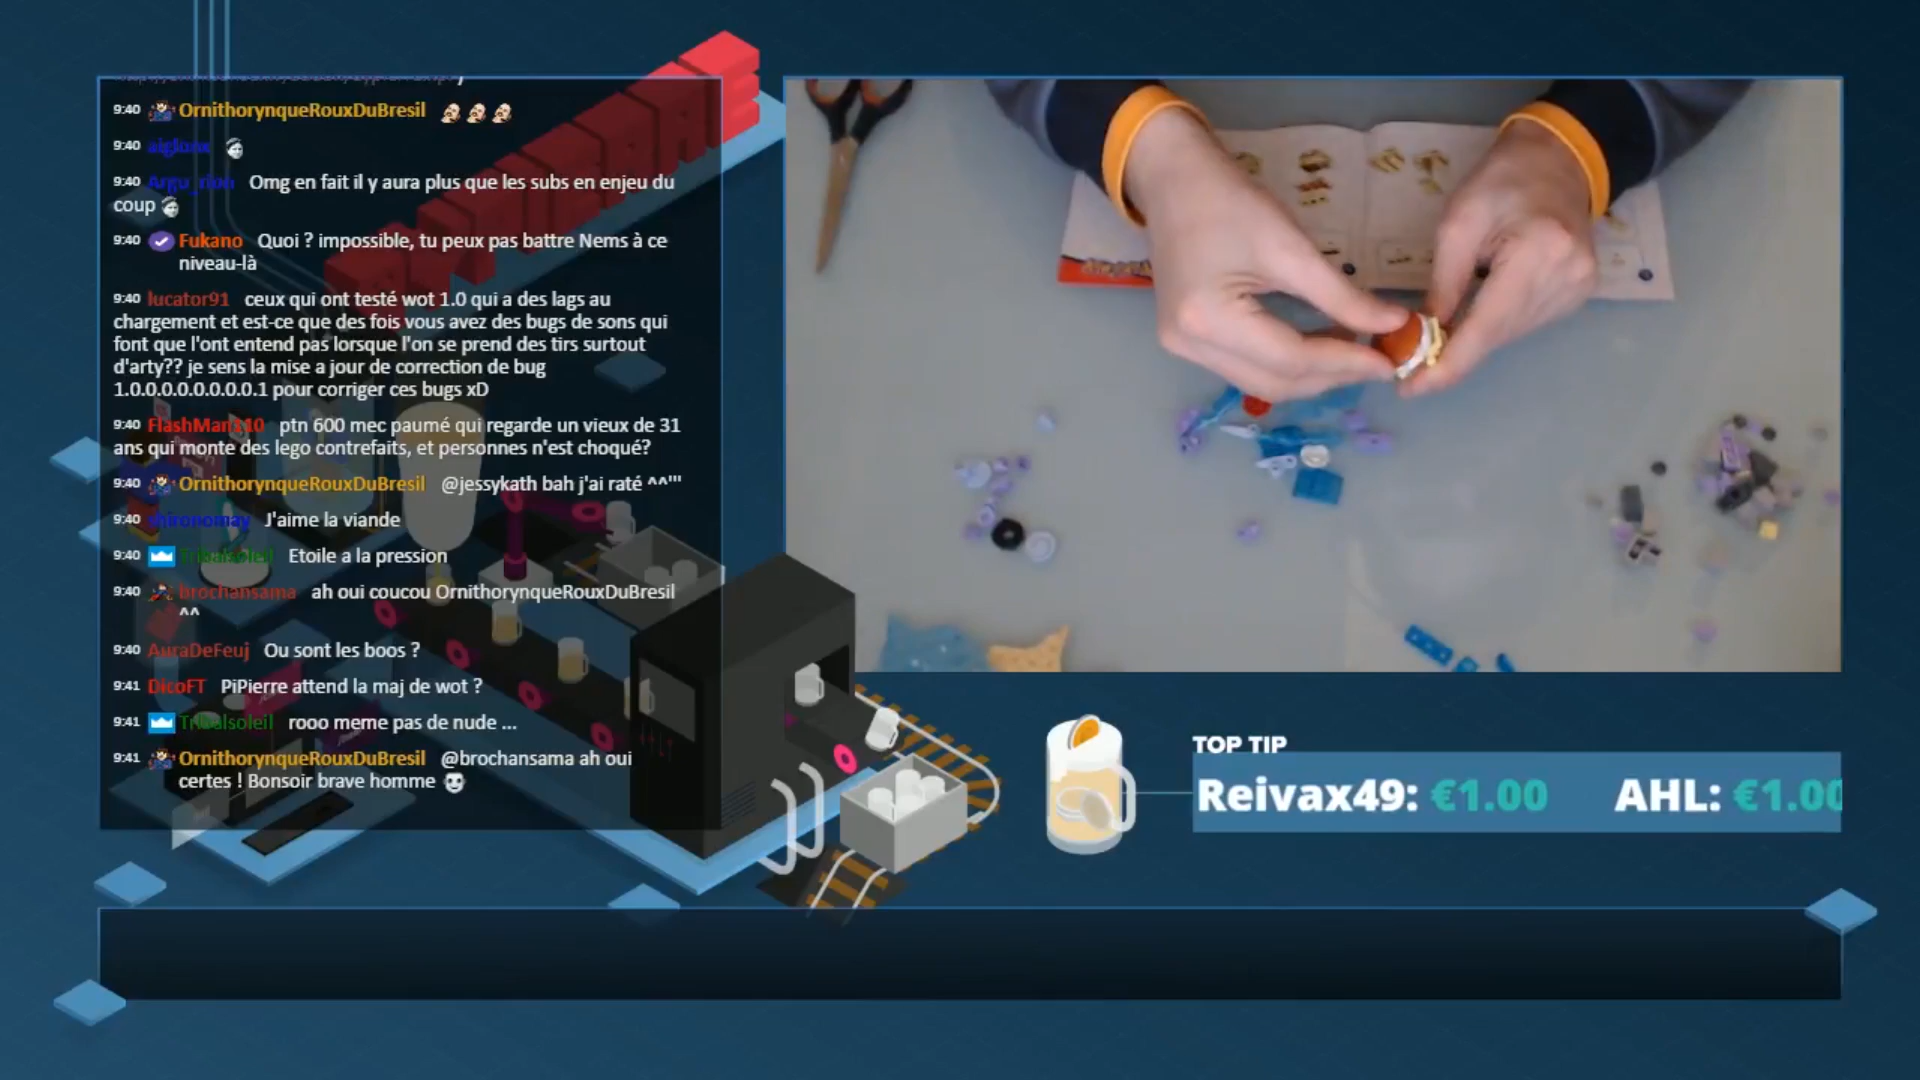 9:40 OrnithorynqueRouxDuBresil
9:40 aiglione
9:40 Omg en fait il y aura plus que les subs en enjeu du
coup
9:40 Fukano Quoi ? impossible, tu peux pas battre Nems à ce
niveau-là
9:40 lucator91 ceux qui ont testé wot 1.0 qui a des lags au
chargement et est-ce que des fois vous avez des bugs de sons qui
font que l'ont entend pas lorsque l'on se prend des tirs surtout
d'arty?? je sens la mise a jour de correction de bug
1.0.0.0.0.0.0.0.0.1 pour corriger ces bugs xD
9:40 ptn 600 mec paumé qui regarde un vieux de 31
ans qui monte des lego contrefaits, et personnes n'est choqué?
9:40 OrnithorynqueRouxDuBresil @jessykath bah j'ai raté ^^'''
9:40 shironomay J'aime la viande
9:40 Tribalsoleil Etoile a la pression
9:40 brochansama ah oui coucou OrnithorynqueRouxDuBresil
^^
9:40 AuraDeFeuj Ou sont les boos ?
9:41 DicoFT PiPierre attend la maj de wot ?
9:41 Tribalsoleil rooo meme pas de nude ...
9:41 OrnithorynqueRouxDuBresil @brochansama ah oui
certes ! Bonsoir brave homme
TOP TIP
Reivax49: €1.00 AHL: €1.00